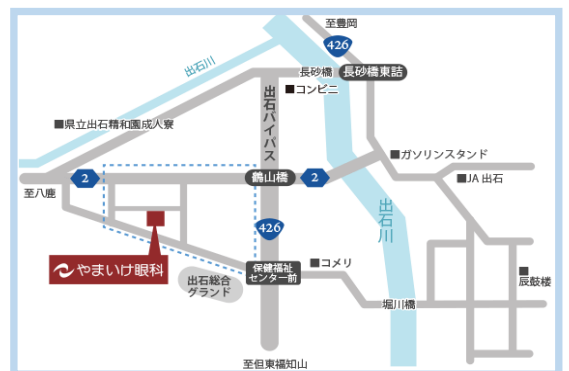 至豊岡
426
出石川
長砂橋
長砂橋東詰
■コンビニ
出石バイパス
■県立出石精和園成人寮
■ガソリンスタンド
2
鶴山橋
2
■JA 出石
至八鹿
出石川
426
やまいけ眼科
保健福祉
センター前
■コメリ
出石総合
グランド
■辰鼓楼
堀川橋
至但東福知山